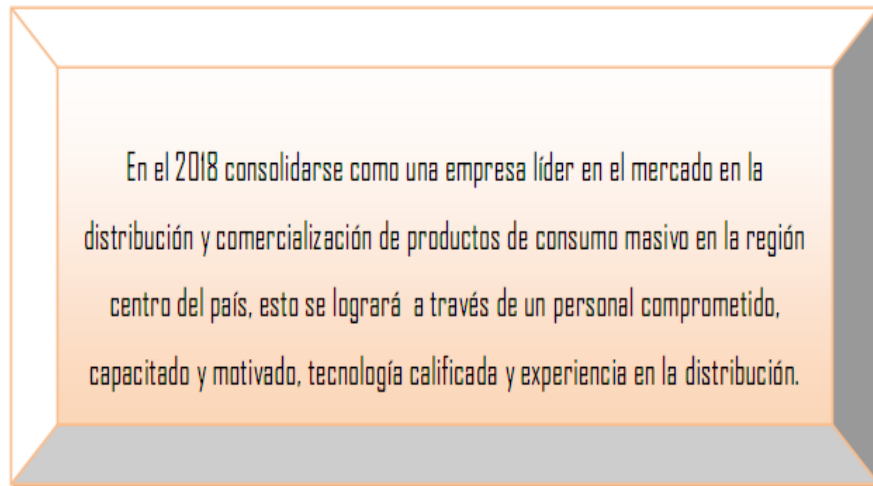 En el 2018 consolidarse como una empresa líder en el mercado en la
distribución y comercialización de productos de consumo masivo en la región
centro del país, esto se logrará a través de un personal comprometido,
capacitado y motivado, tecnología calificada y experiencia en la distribución.